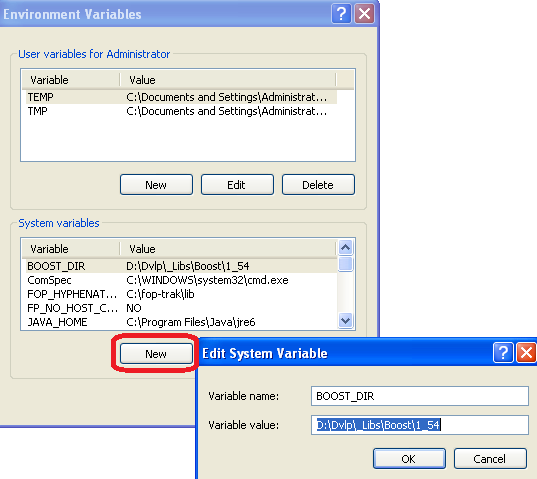 Environment Variables
User variables for Administrator
Variable Value
TEMP C:\Documents and Settings\Administrat...
TMP C:\Documents and Settings\Administrat...
New Edit Delete
System variables
Variable Value
BOOST_DIR D:\Dvlp\_Libs\Boost\1_54
ComSpec C:\WINDOWS\system32\cmd.exe
FOP_HYPHENAT... C:\fop-trak\lib
FP_NO_HOST_C... NO
JAVA_HOME C:\Program Files\Java\jre6
New
Edit System Variable
Variable name: BOOST_DIR
Variable value: D:\Dvlp\_Libs\Boost\1_54
OK Cancel